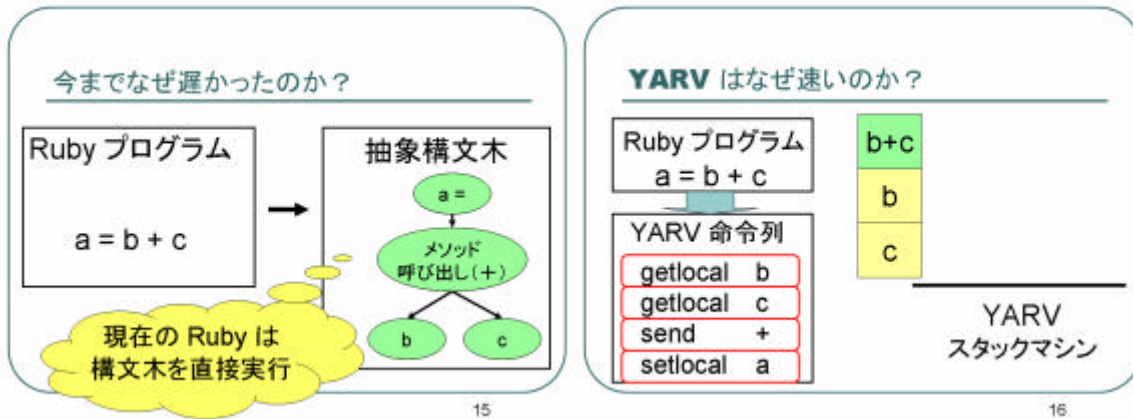 今までなぜ遅かったのか？
Ruby プログラム
a = b + c
抽象構文木
a =
メソッド
呼び出し(+)
b
c
現在の Ruby は
構文木を直接実行
15
YARV はなぜ速いのか？
Ruby プログラム
a = b + c
YARV 命令列
getlocal b
getlocal c
send +
setlocal a
b+c
b
c
YARV
スタックマシン
16